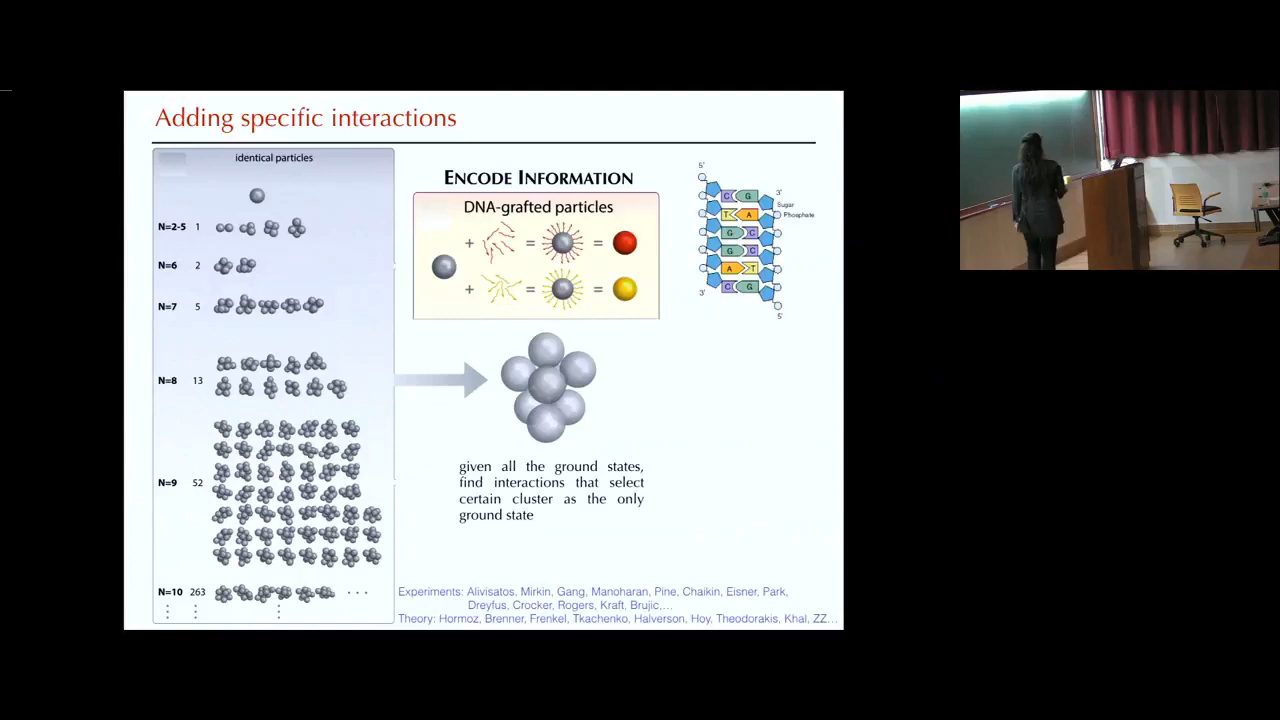 Adding specific interactions
identical particles
N=2-5 1
N=6 2
N=7 5
N=8 13
N=9 52
N=10 263 . . .
ENCODE INFORMATION
DNA-grafted particles
+ = =
+ = =
given all the ground states,
find interactions that select
certain cluster as the only
ground state
5'
C G
3'
Sugar
T A
Phosphate
G C
G C
A T
C G
3'
5'
Experiments: Alivisatos, Mirkin, Gang, Manoharan, Pine, Chaikin, Eisner, Park,
Dreyfus, Crocker, Rogers, Kraft, Brujic,...
Theory: Hormoz, Brenner, Frenkel, Tkachenko, Halverson, Hoy, Theodorakis, Khal, ZZ...